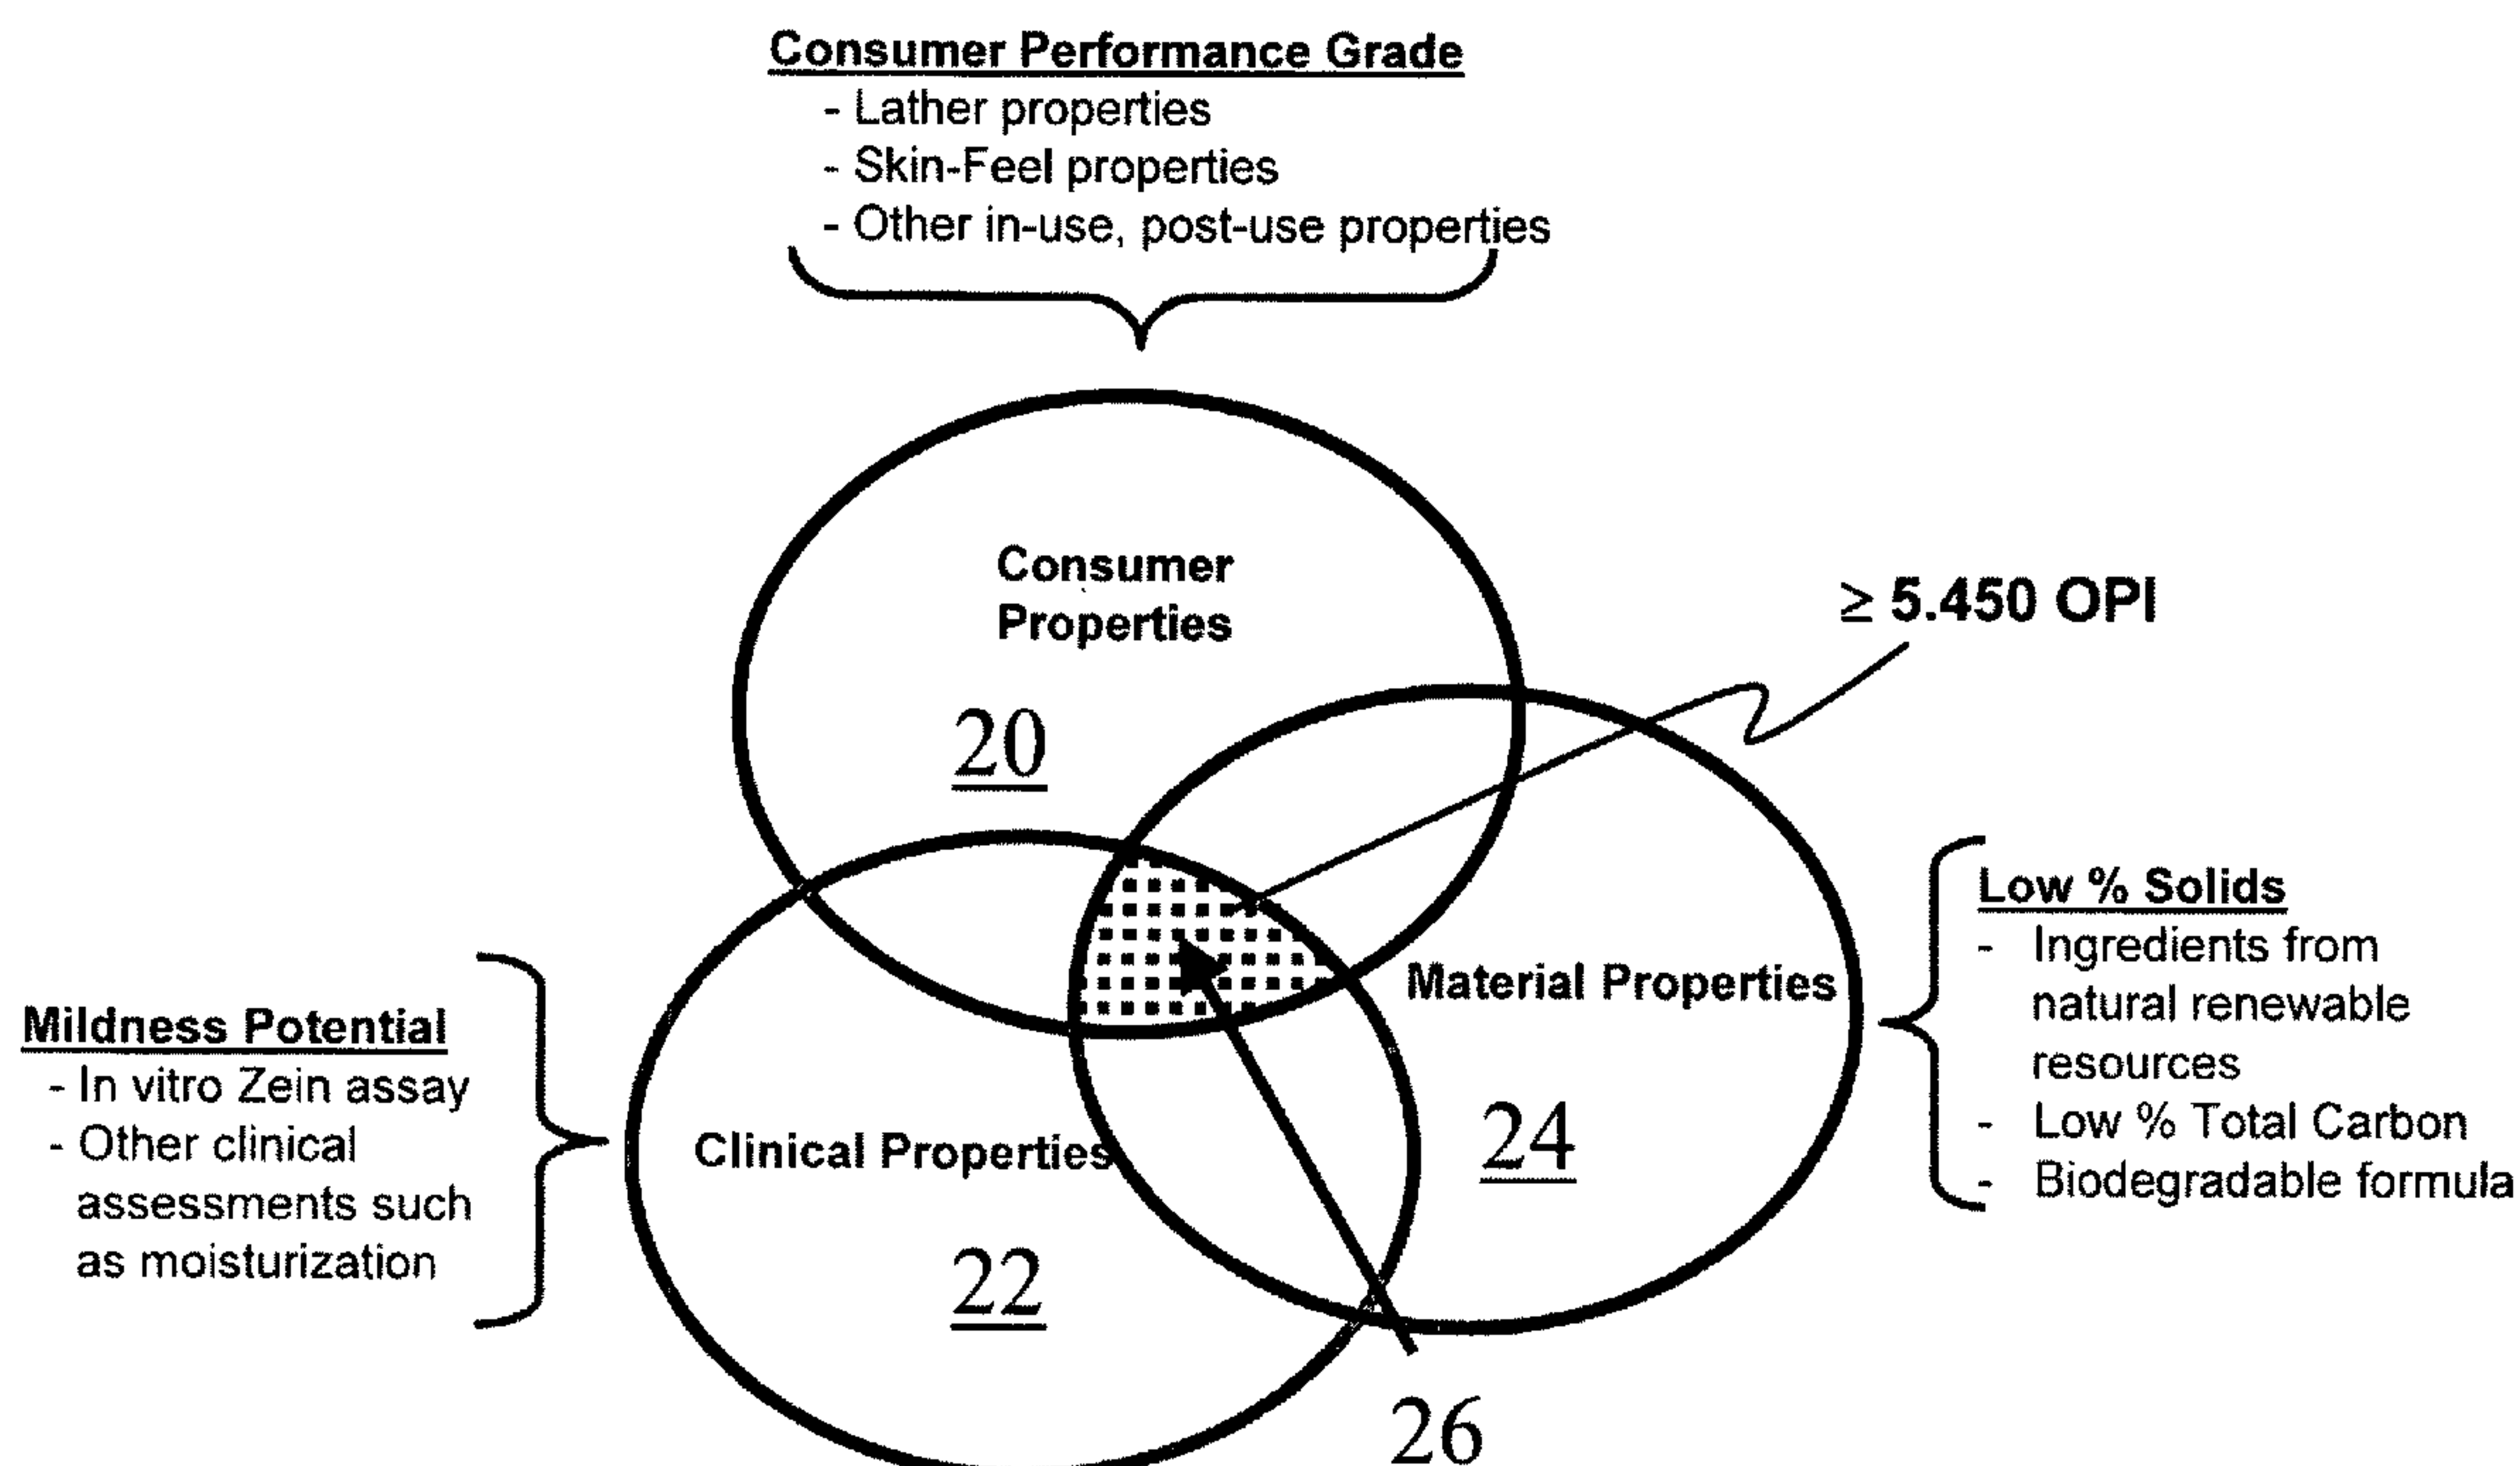 Consumer Performance Grade
- Lather properties
- Skin-Feel properties
- Other in-use, post-use properties
Consumer
Properties
20
≥ 5.450 OPI
Low % Solids
- Ingredients from
natural renewable
resources
- Low % Total Carbon
- Biodegradable formula
Material Properties
24
Mildness Potential
- In vitro Zein assay
- Other clinical
assessments such
as moisturization
Clinical Properties
22
26